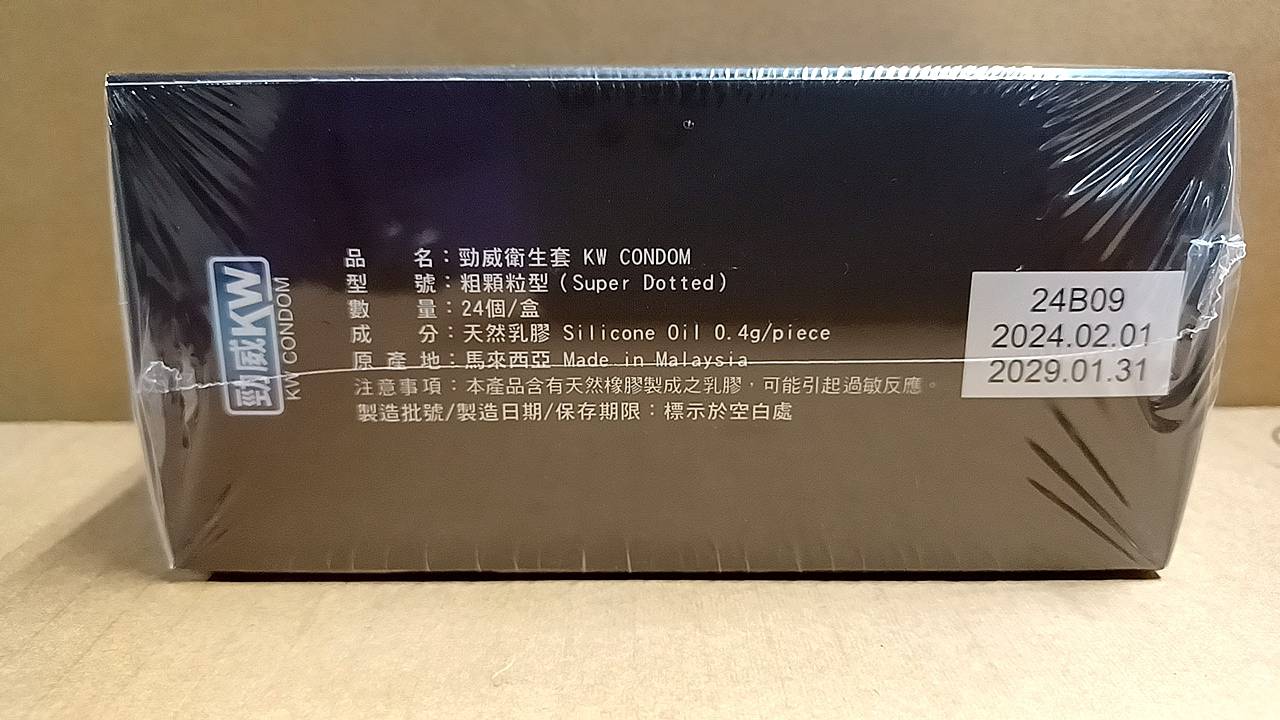 勁威KW
KW CONDOM
品 名：勁威衛生套 KW CONDOM
型 號：粗顆粒型（Super Dotted）
數 量：24個/盒
成 分：天然乳膠 Silicone Oil 0.4g/piece
原 產 地：馬來西亞 Made in Malaysia
注意事項：本產品含有天然橡膠製成之乳膠，可能引起過敏反應。
製造批號/製造日期/保存期限：標示於空白處
24B09
2024.02.01
2029.01.31